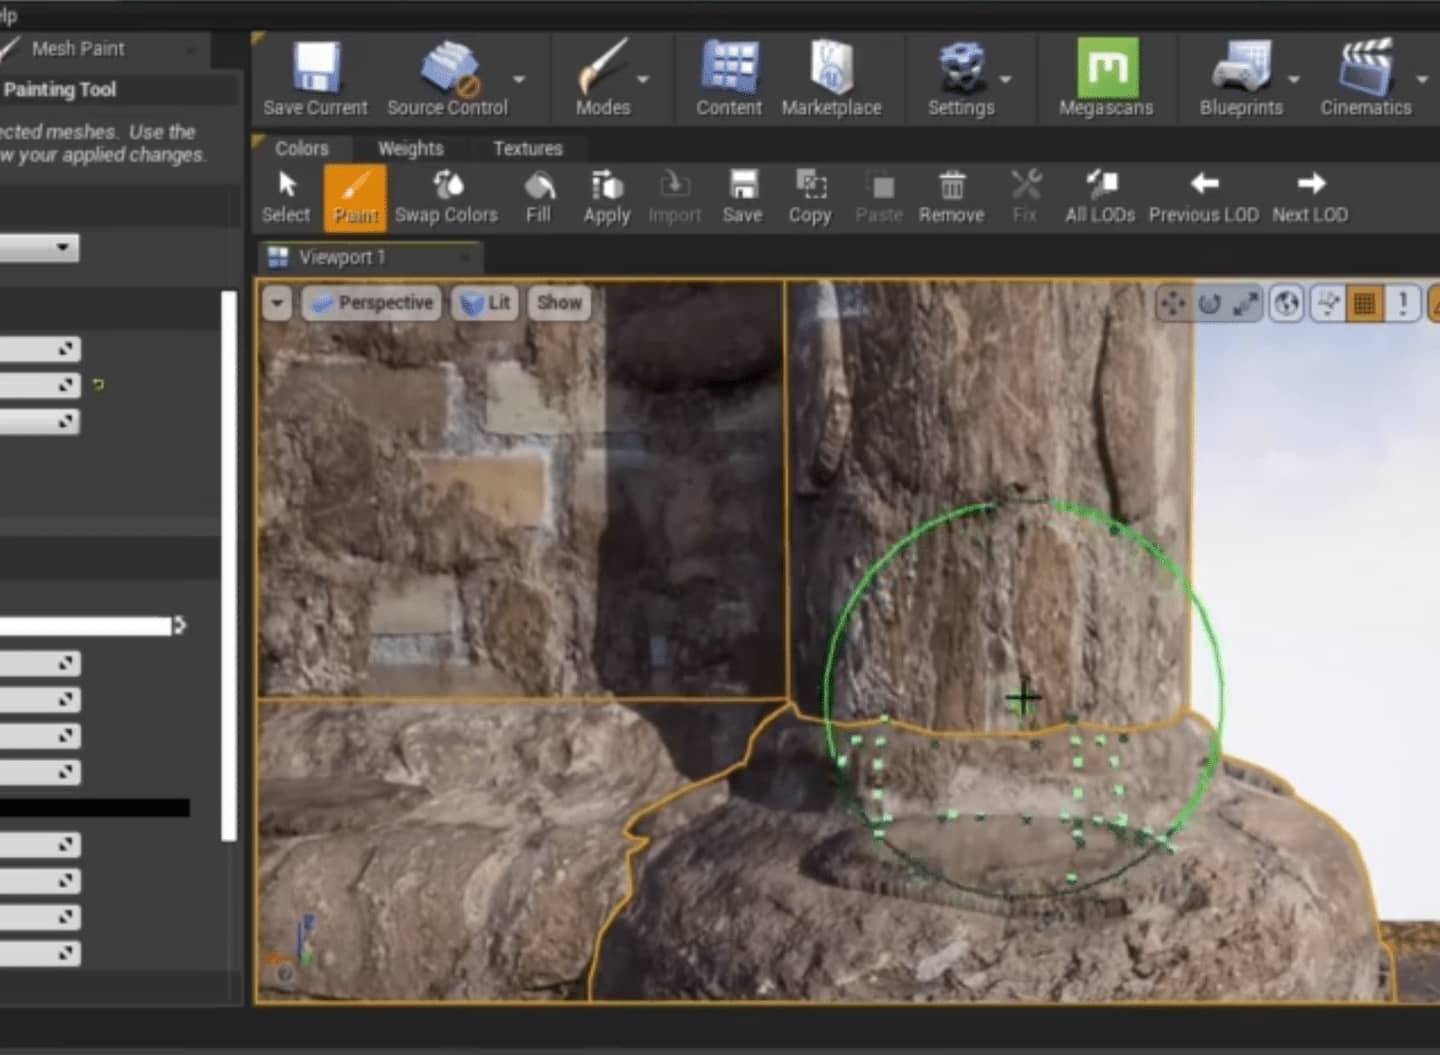 elp
Mesh Paint
Painting Tool
ected meshes. Use the
w your applied changes.
Save Current Source Control Modes Content Marketplace Settings Megascans Blueprints Cinematics
Colors Weights Textures
Select Paint Swap Colors Fill Apply Import Save Copy Paste Remove Fix All LODs Previous LOD Next LOD
Viewport 1
Perspective Lit Show